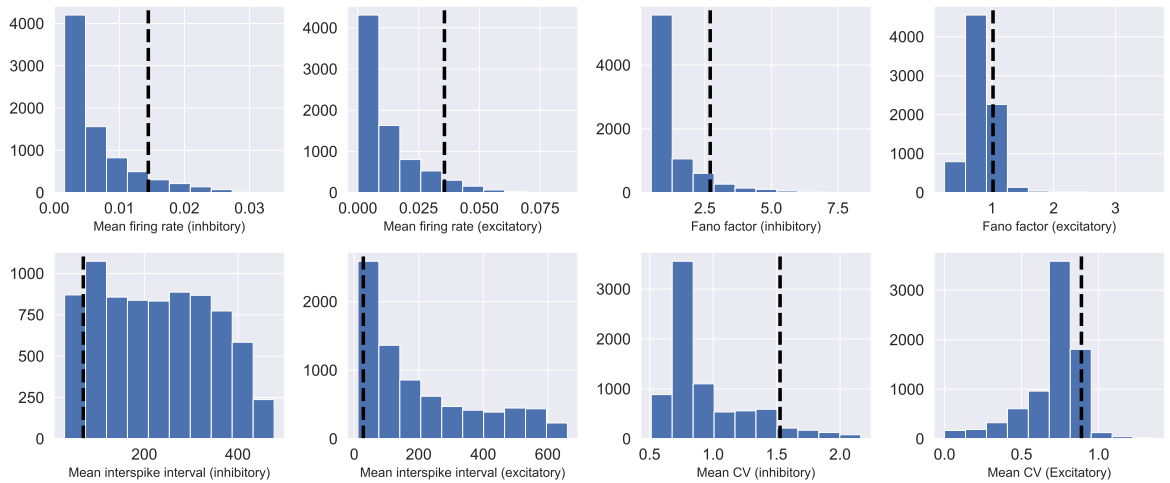 4000
3000
2000
1000
0
0.00 0.01 0.02 0.03
Mean firing rate (inhbitory)
4000
3000
2000
1000
0
0.000 0.025 0.050 0.075
Mean firing rate (excitatory)
6000
4000
2000
0
2.5 5.0 7.5
Fano factor (inhibitory)
4000
3000
2000
1000
0
1 2 3
Fano factor (excitatory)
1000
750
500
250
0
200 400
Mean interspike interval (inhibitory)
2000
1000
0
0 200 400 600
Mean interspike interval (excitatory)
3000
2000
1000
0
0.5 1.0 1.5 2.0
Mean CV (inhibitory)
3000
2000
1000
0
0.0 0.5 1.0
Mean CV (Excitatory)